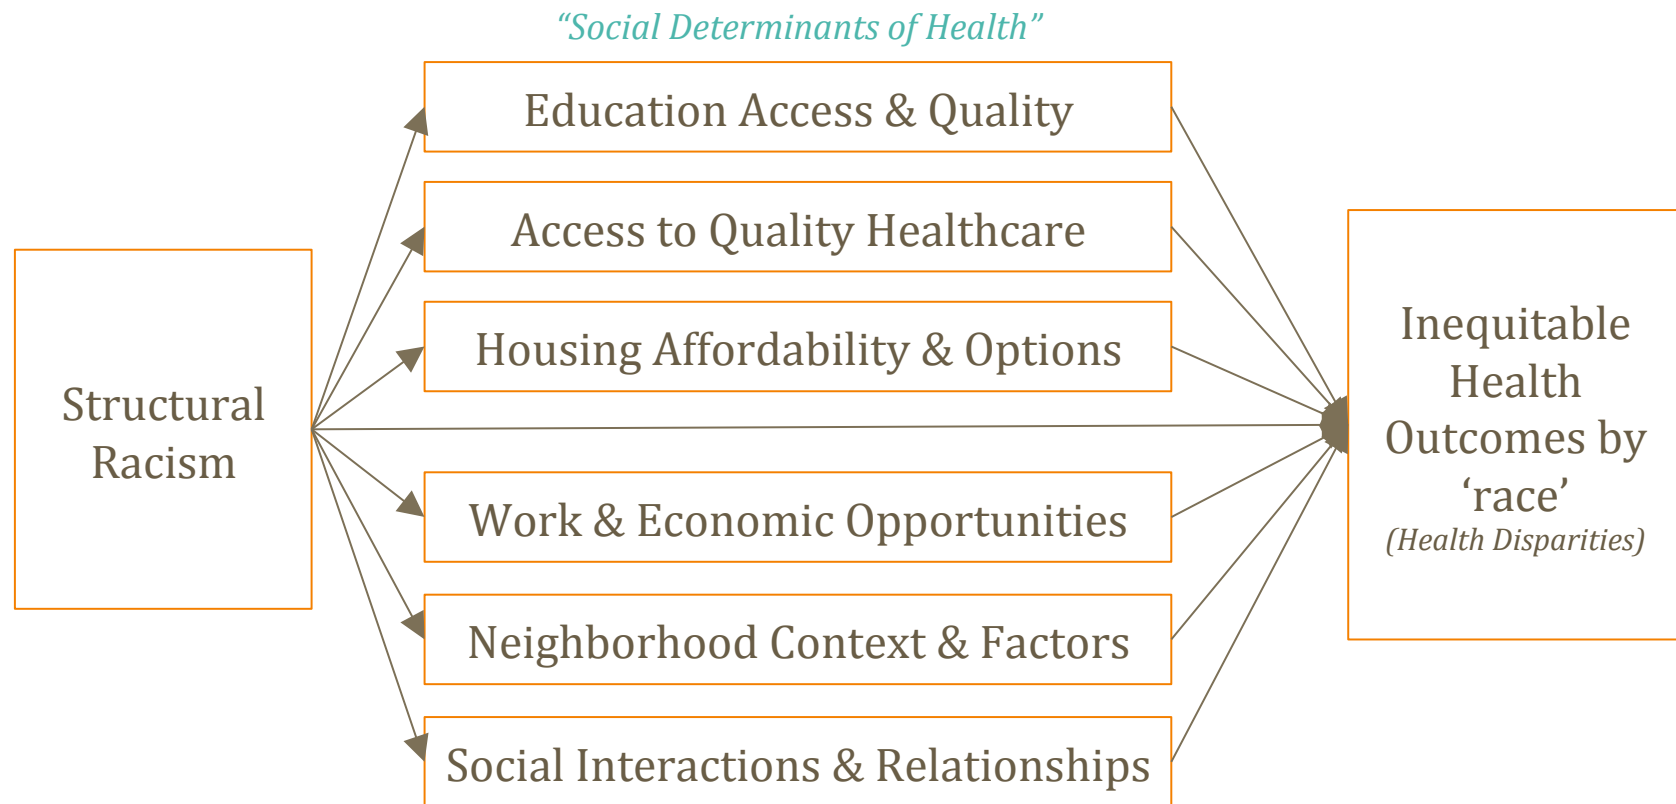 “Social Determinants of Health”
Education Access & Quality
Access to Quality Healthcare
Housing Affordability & Options
Structural
Racism
Work & Economic Opportunities
Neighborhood Context & Factors
Social Interactions & Relationships
Inequitable
Health
Outcomes by
‘race’
(Health Disparities)